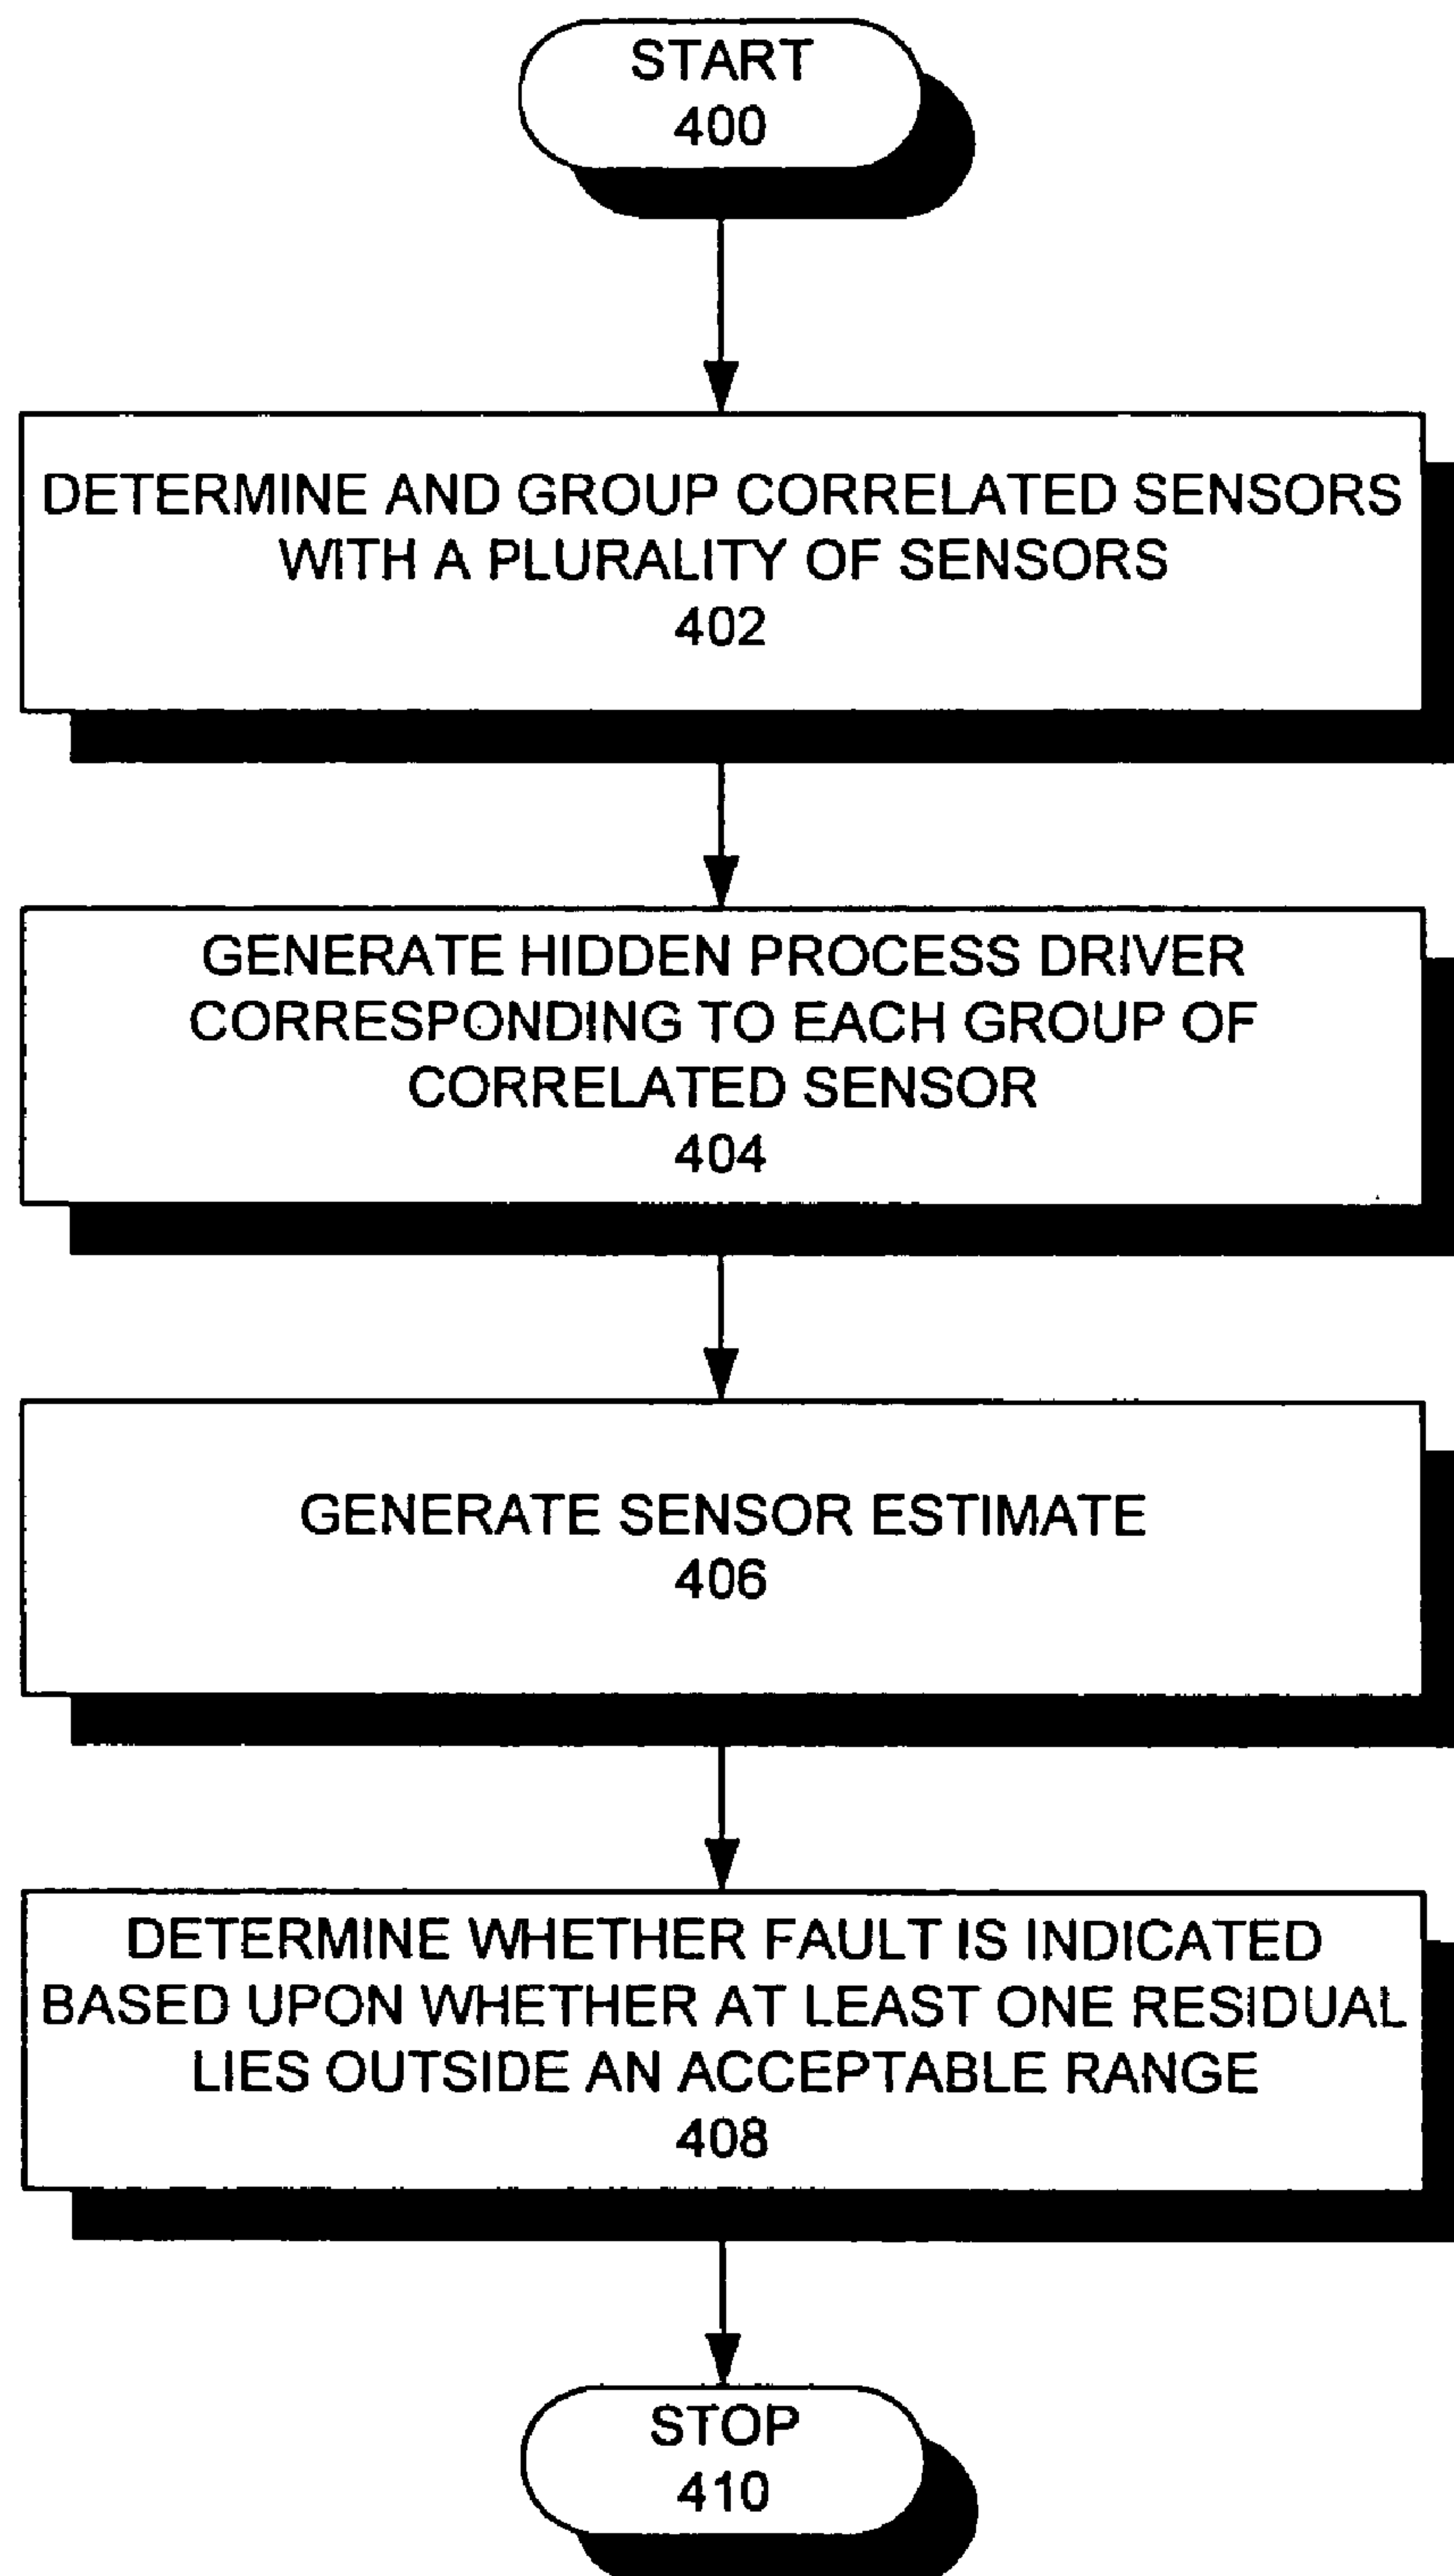 START
400
DETERMINE AND GROUP CORRELATED SENSORS
WITH A PLURALITY OF SENSORS
402
GENERATE HIDDEN PROCESS DRIVER
CORRESPONDING TO EACH GROUP OF
CORRELATED SENSOR
404
GENERATE SENSOR ESTIMATE
406
DETERMINE WHETHER FAULT IS INDICATED
BASED UPON WHETHER AT LEAST ONE RESIDUAL
LIES OUTSIDE AN ACCEPTABLE RANGE
408
STOP
410